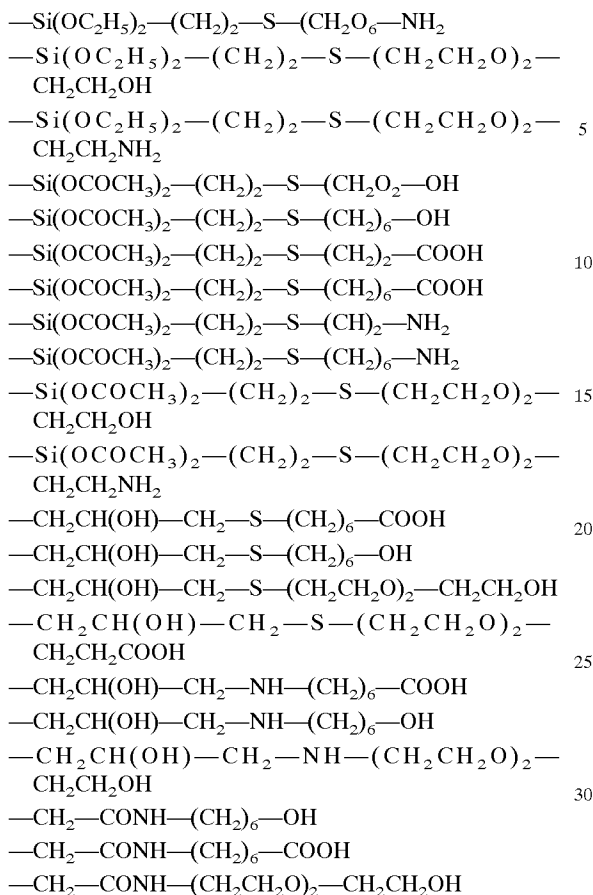 —Si(OC₂H₅)₂—(CH₂)₂—S—(CH₂O₆—NH₂
—Si(OC₂H₅)₂—(CH₂)₂—S—(CH₂CH₂O)₂—
CH₂CH₂OH
—Si(OC₂H₅)₂—(CH₂)₂—S—(CH₂CH₂O)₂— 5
CH₂CH₂NH₂
—Si(OCOCH₃)₂—(CH₂)₂—S—(CH₂O₂—OH
—Si(OCOCH₃)₂—(CH₂)₂—S—(CH₂)₆—OH
—Si(OCOCH₃)₂—(CH₂)₂—S—(CH₂)₂—COOH 10
—Si(OCOCH₃)₂—(CH₂)₂—S—(CH₂)₆—COOH
—Si(OCOCH₃)₂—(CH₂)₂—S—(CH)₂—NH₂
—Si(OCOCH₃)₂—(CH₂)₂—S—(CH₂)₆—NH₂
—Si(OCOCH₃)₂—(CH₂)₂—S—(CH₂CH₂O)₂— 15
CH₂CH₂OH
—Si(OCOCH₃)₂—(CH₂)₂—S—(CH₂CH₂O)₂—
CH₂CH₂NH₂
—CH₂CH(OH)—CH₂—S—(CH₂)₆—COOH 20
—CH₂CH(OH)—CH₂—S—(CH₂)₆—OH
—CH₂CH(OH)—CH₂—S—(CH₂CH₂O)₂—CH₂CH₂OH
—CH₂CH(OH)—CH₂—S—(CH₂CH₂O)₂—
CH₂CH₂COOH 25
—CH₂CH(OH)—CH₂—NH—(CH₂)₆—COOH
—CH₂CH(OH)—CH₂—NH—(CH₂)₆—OH
—CH₂CH(OH)—CH₂—NH—(CH₂CH₂O)₂—
CH₂CH₂OH 30
—CH₂—CONH—(CH₂)₆—OH
—CH₂—CONH—(CH₂)₆—COOH
—CH₂—CONH—(CH₂CH₂O)₂—CH₂CH₂OH